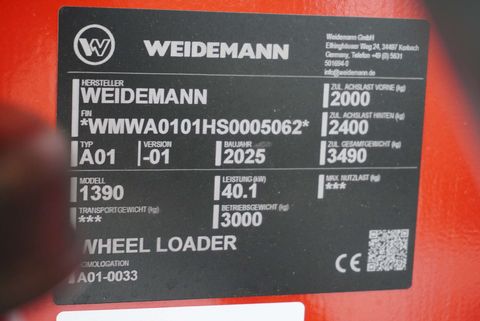 WEIDEMANN
Weidemann GmbH
Elfringhäuser Weg 24, 34497 Korbach
Germany, Telefon +49 (0) 5631
501694-0
info@weidemann.de
HERSTELLER
WEIDEMANN
FIN
*WMWA0101HS0005062*
ZUL. ACHSLAST VORNE (kg)
2000
ZUL. ACHSLAST HINTEN (kg)
2400
TYP VERSION BAUJAHR ZUL. GESAMTGEWICHT (kg)
A01 -01 2025 3490
MODELL LEISTUNG (kW) MAX. NUTZLAST (kg)
1390 40.1 ***
TRANSPORTGEWICHT (kg) BETRIEBSGEWICHT (kg)
*** 3000
WHEEL LOADER
OMOLOGATION
A01-0033
CE